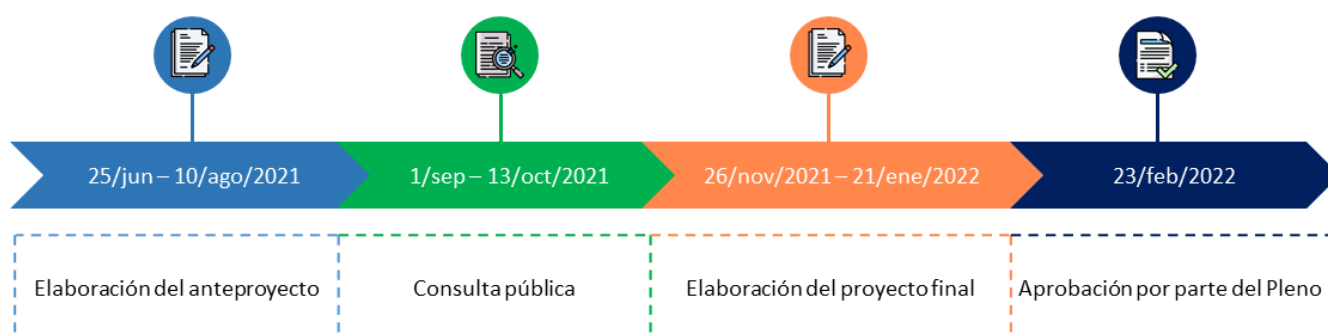 25/jun – 10/ago/2021
1/sep – 13/oct/2021
26/nov/2021 – 21/ene/2022
23/feb/2022
Elaboración del anteproyecto
Consulta pública
Elaboración del proyecto final
Aprobación por parte del Pleno